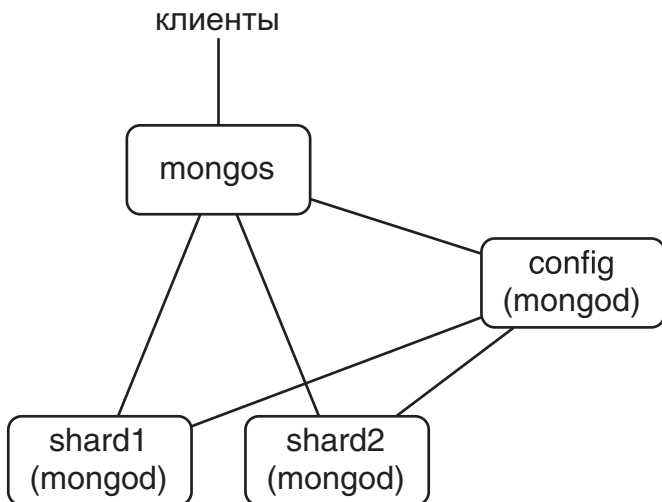 клиенты
mongos
config
(mongod)
shard1
(mongod)
shard2
(mongod)